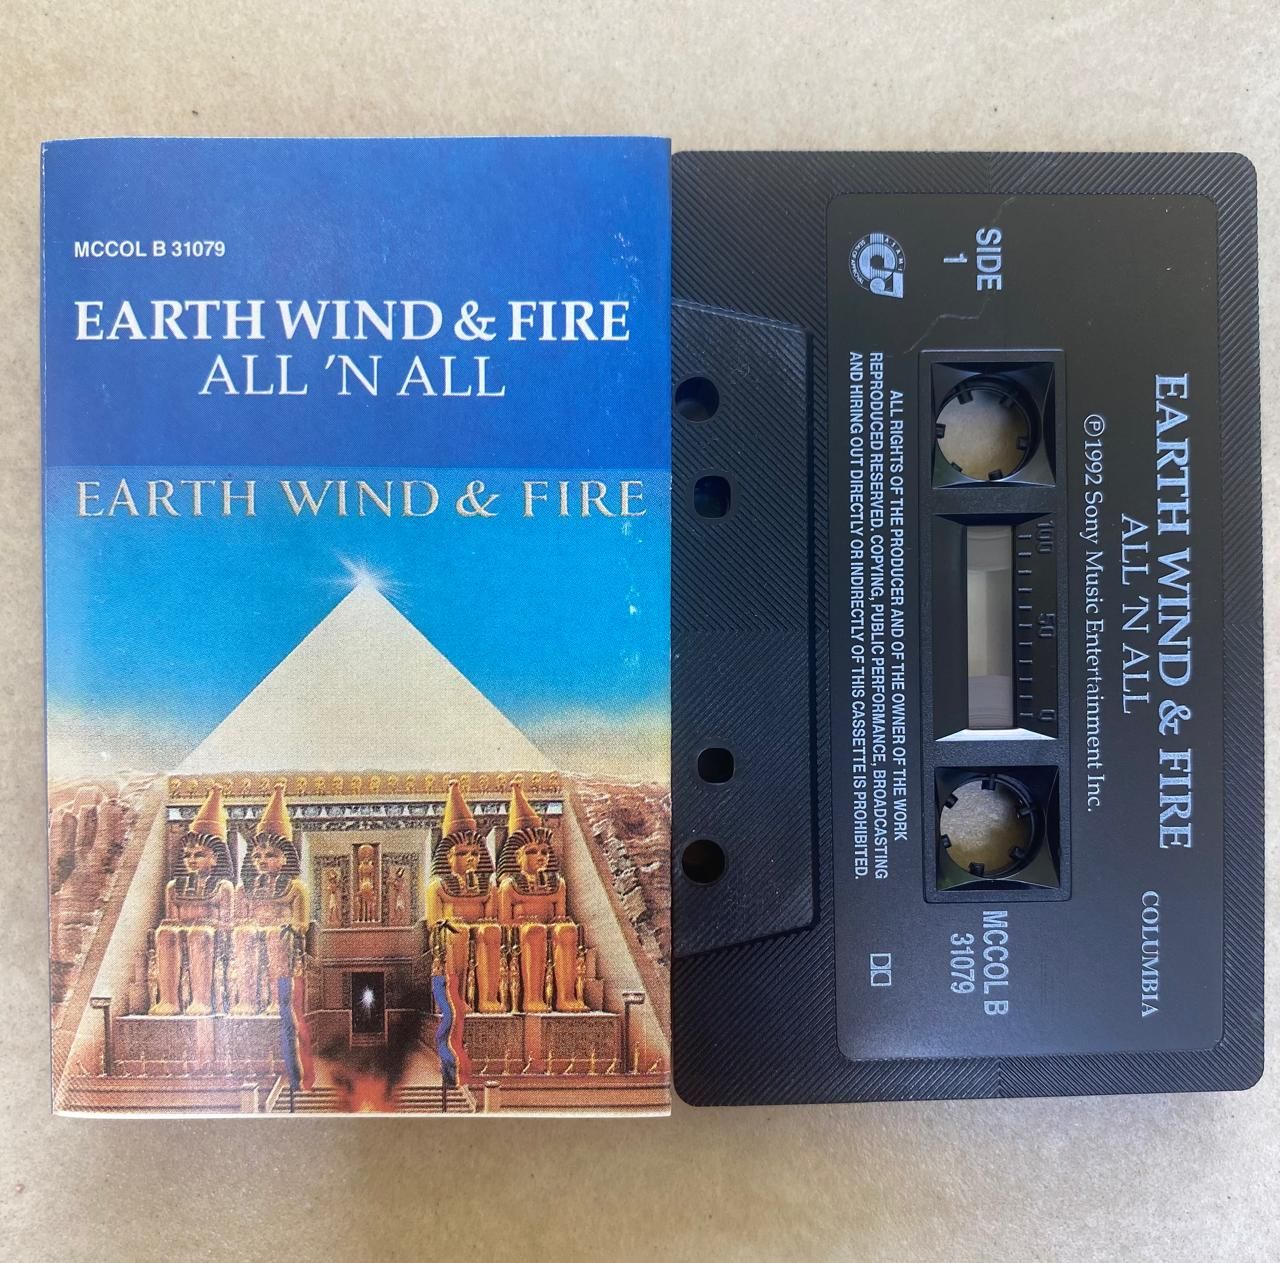 MCCOL B 31079
EARTH WIND & FIRE
ALL 'N ALL
EARTH WIND & FIRE
EARTH WIND & FIRE
ALL 'N ALL
COLUMBIA
℗1992 Sony Music Entertainment Inc.
SIDE
1
MCCOL B
31079
100
50
0
ALL RIGHTS OF THE PRODUCER AND OF THE OWNER OF THE WORK
REPRODUCED RESERVED. COPYING, PUBLIC PERFORMANCE, BROADCASTING
AND HIRING OUT DIRECTLY OR INDIRECTLY OF THIS CASSETTE IS PROHIBITED.